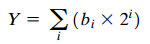 Y = ∑ᵢ (bᵢ × 2ⁱ)